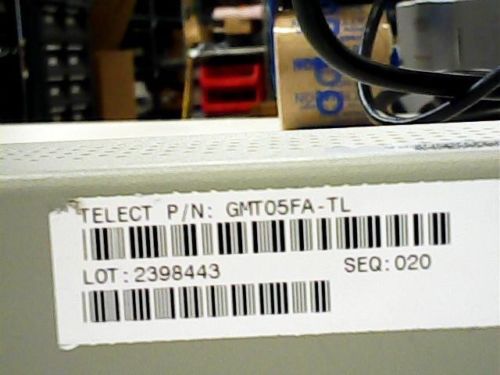 TELECT P/N: GMT05FA-TL
LOT:2398443 SEQ:020